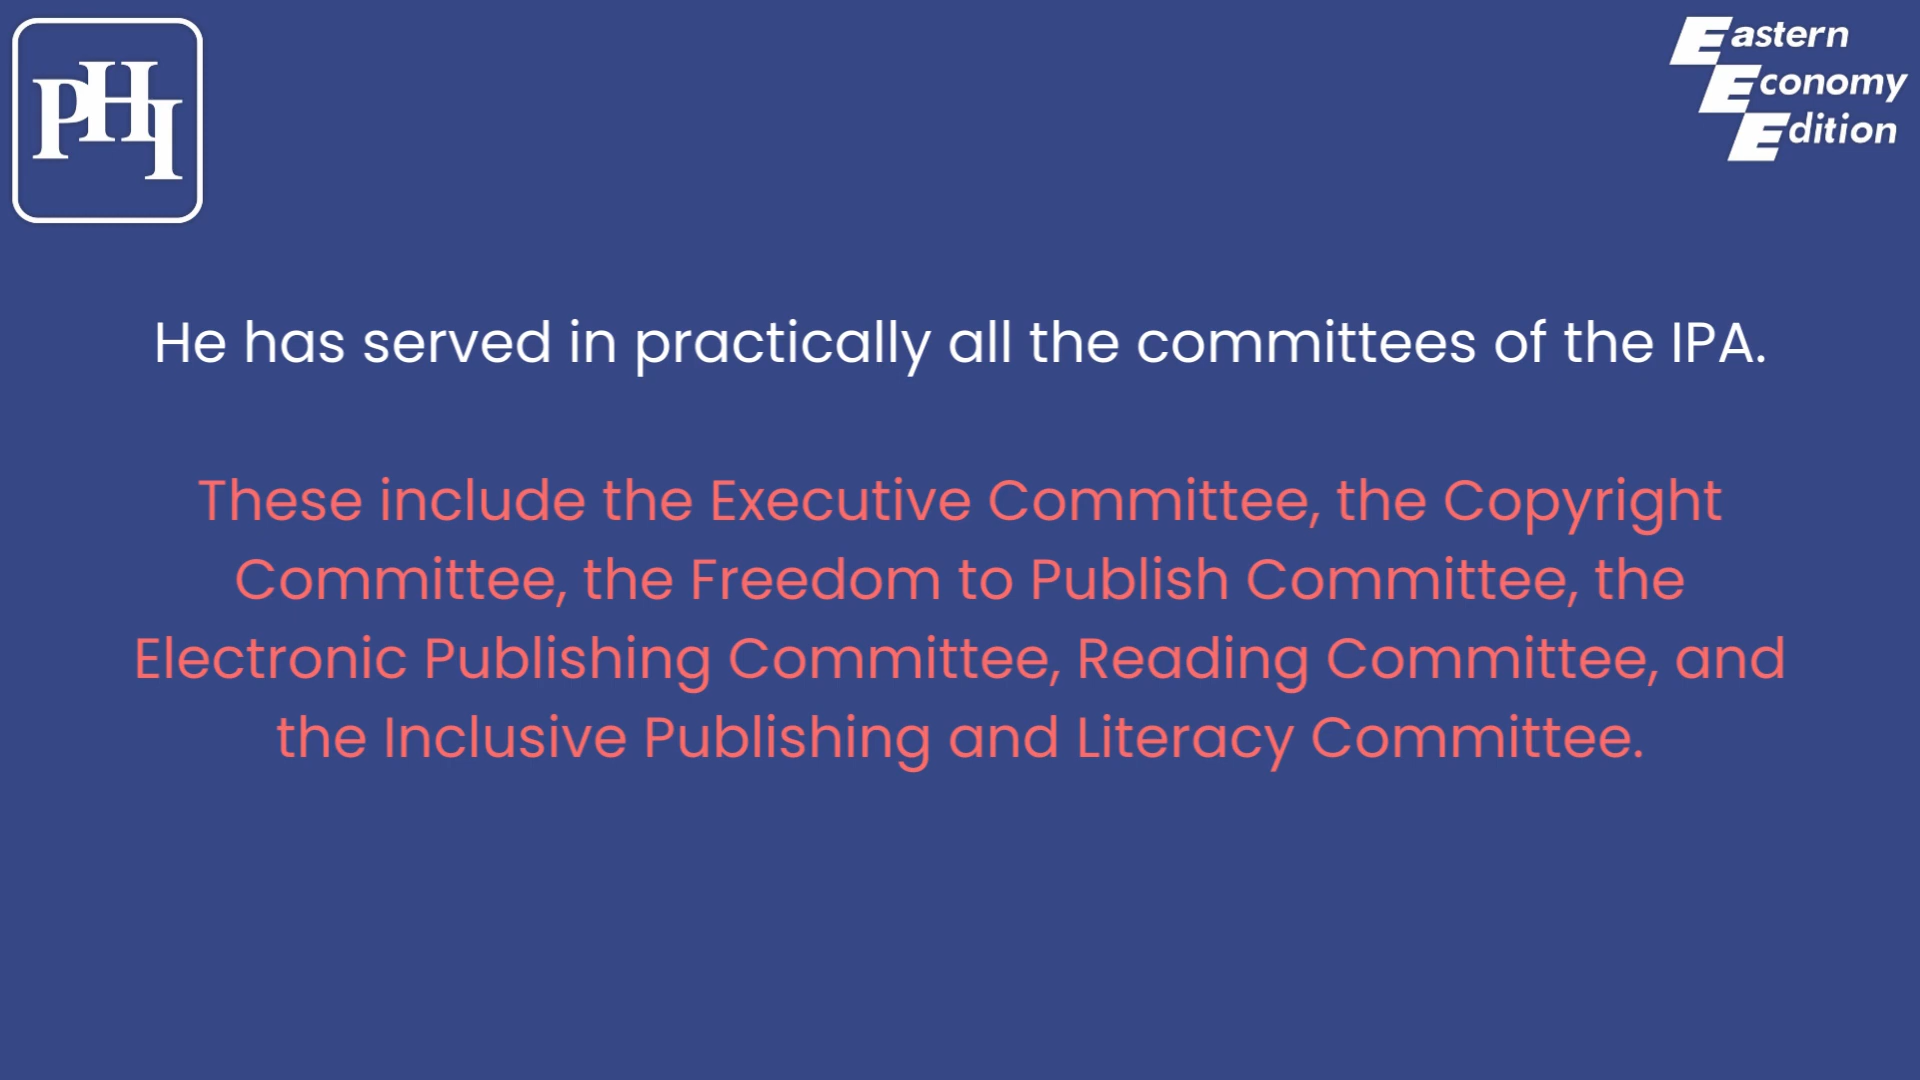 PHI
Eastern
Economy
Edition
He has served in practically all the committees of the IPA.
These include the Executive Committee, the Copyright
Committee, the Freedom to Publish Committee, the
Electronic Publishing Committee, Reading Committee, and
the Inclusive Publishing and Literacy Committee.